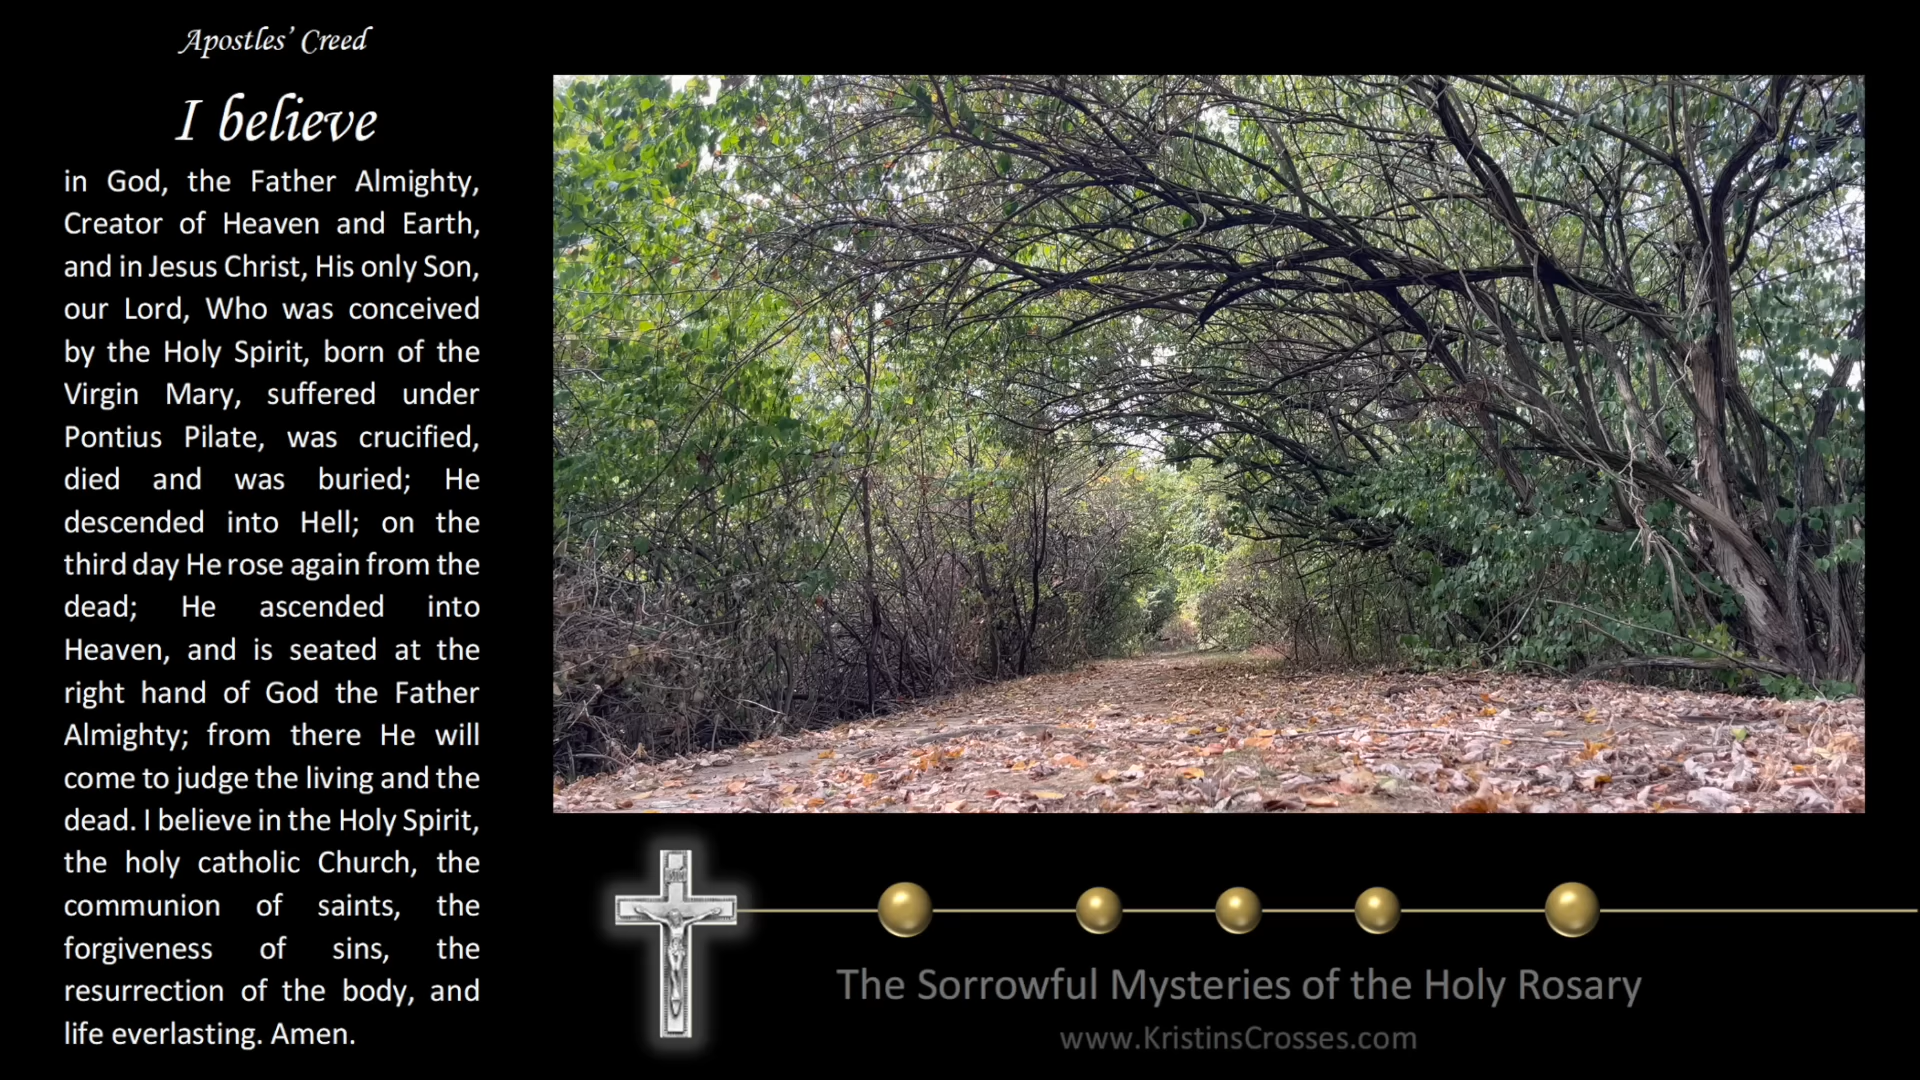 Apostles’ Creed
I believe
in God, the Father Almighty,
Creator of Heaven and Earth,
and in Jesus Christ, His only Son,
our Lord, Who was conceived
by the Holy Spirit, born of the
Virgin Mary, suffered under
Pontius Pilate, was crucified,
died and was buried; He
descended into Hell; on the
third day He rose again from the
dead; He ascended into
Heaven, and is seated at the
right hand of God the Father
Almighty; from there He will
come to judge the living and the
dead. I believe in the Holy Spirit,
the holy catholic Church, the
communion of saints, the
forgiveness of sins, the
resurrection of the body, and
life everlasting. Amen.
The Sorrowful Mysteries of the Holy Rosary
www.KristinsCrosses.com